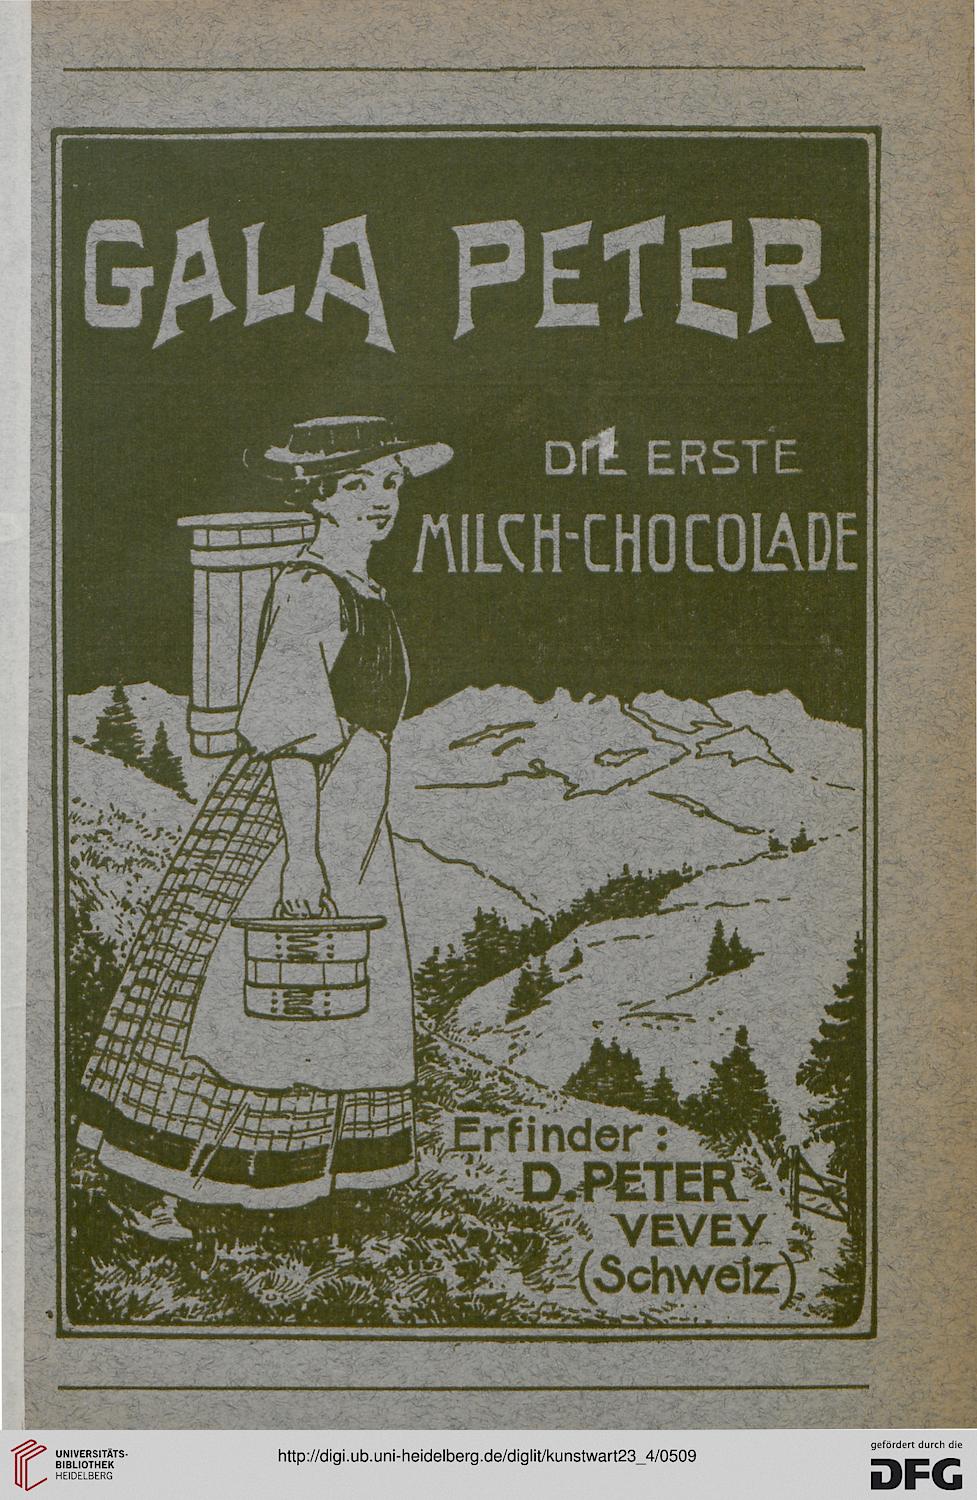 GALA PETER
DIE ERSTE
MILCH-CHOCOLADE
Erfinder:
D. PETER
VEVEY
(Schweiz)
UNIVERSITÄTS-
BIBLIOTHEK
HEIDELBERG
http://digi.ub.uni-heidelberg.de/diglit/kunstwart23_4/0509
gefördert durch die
DFG